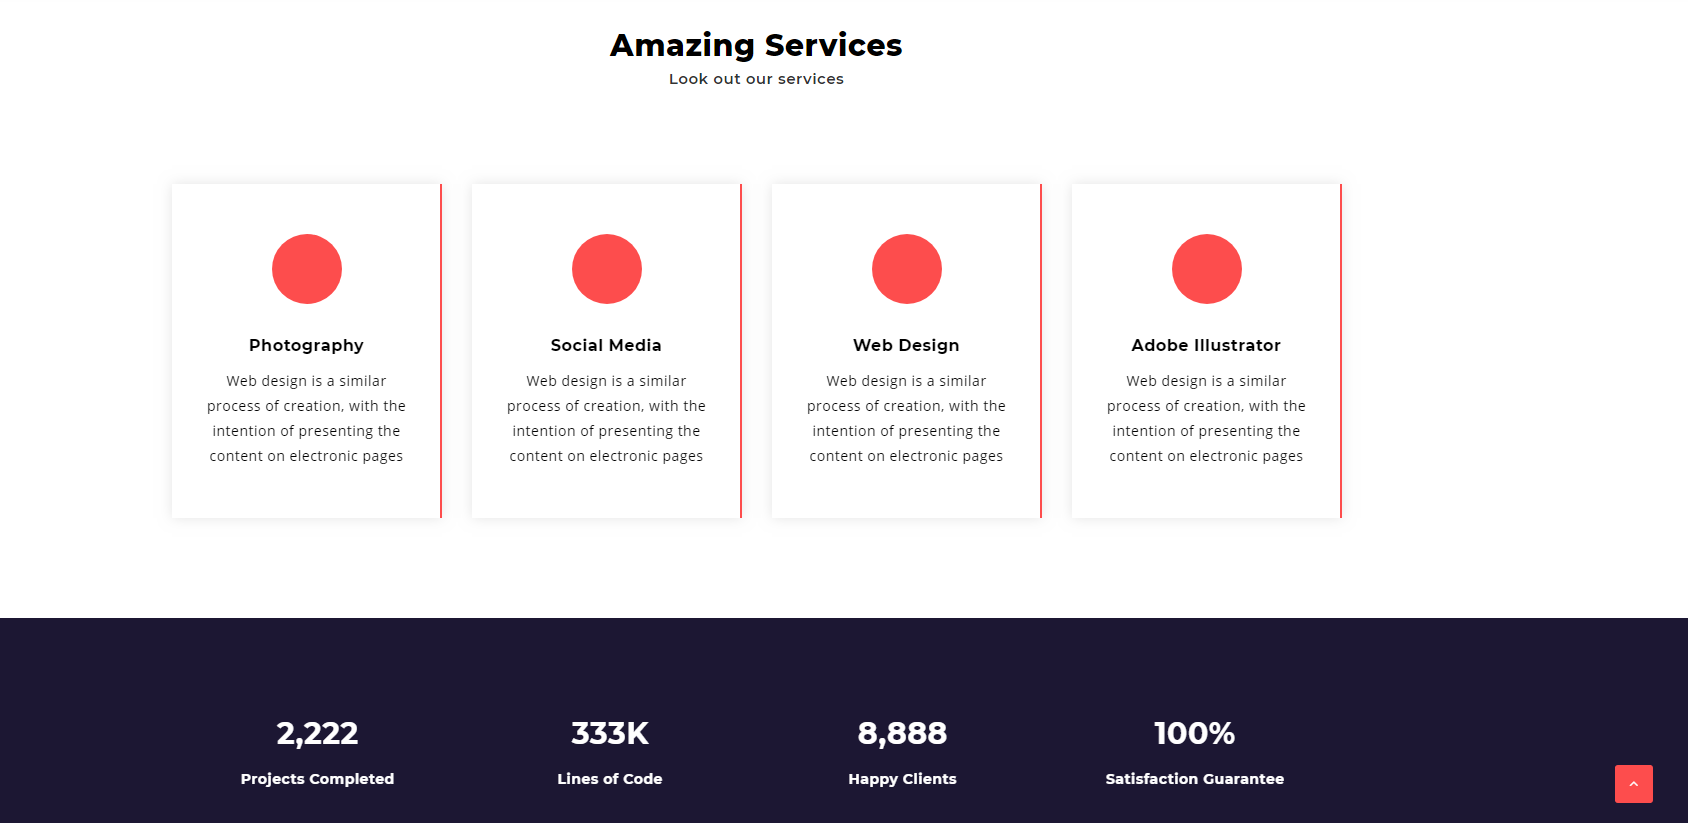 Amazing Services
Look out our services
Photography
Web design is a similar
process of creation, with the
intention of presenting the
content on electronic pages
Social Media
Web design is a similar
process of creation, with the
intention of presenting the
content on electronic pages
Web Design
Web design is a similar
process of creation, with the
intention of presenting the
content on electronic pages
Adobe Illustrator
Web design is a similar
process of creation, with the
intention of presenting the
content on electronic pages
2,222
Projects Completed
333K
Lines of Code
8,888
Happy Clients
100%
Satisfaction Guarantee